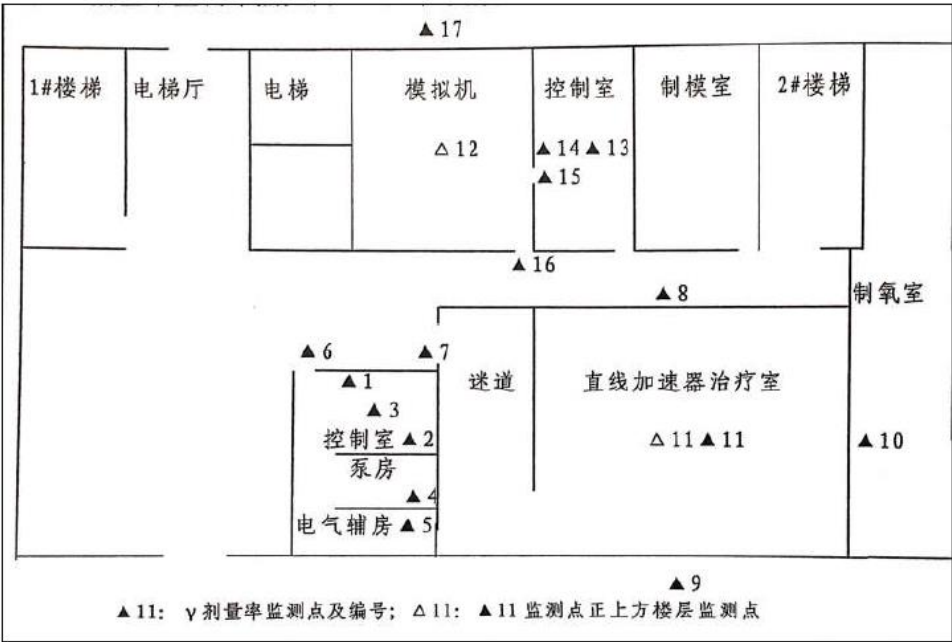 ▲17
1#楼梯 电梯厅 电梯 模拟机 控制室 制模室 2#楼梯
△12 ▲14 ▲13
▲15
▲16
▲8 制氧室
▲6 ▲7
▲1 迷道 直线加速器治疗室
▲3
控制室 ▲2 △11 ▲11 ▲10
泵房
▲4
电气辅房 ▲5
▲9
▲11: γ剂量率监测点及编号; △11: ▲11监测点正上方楼层监测点